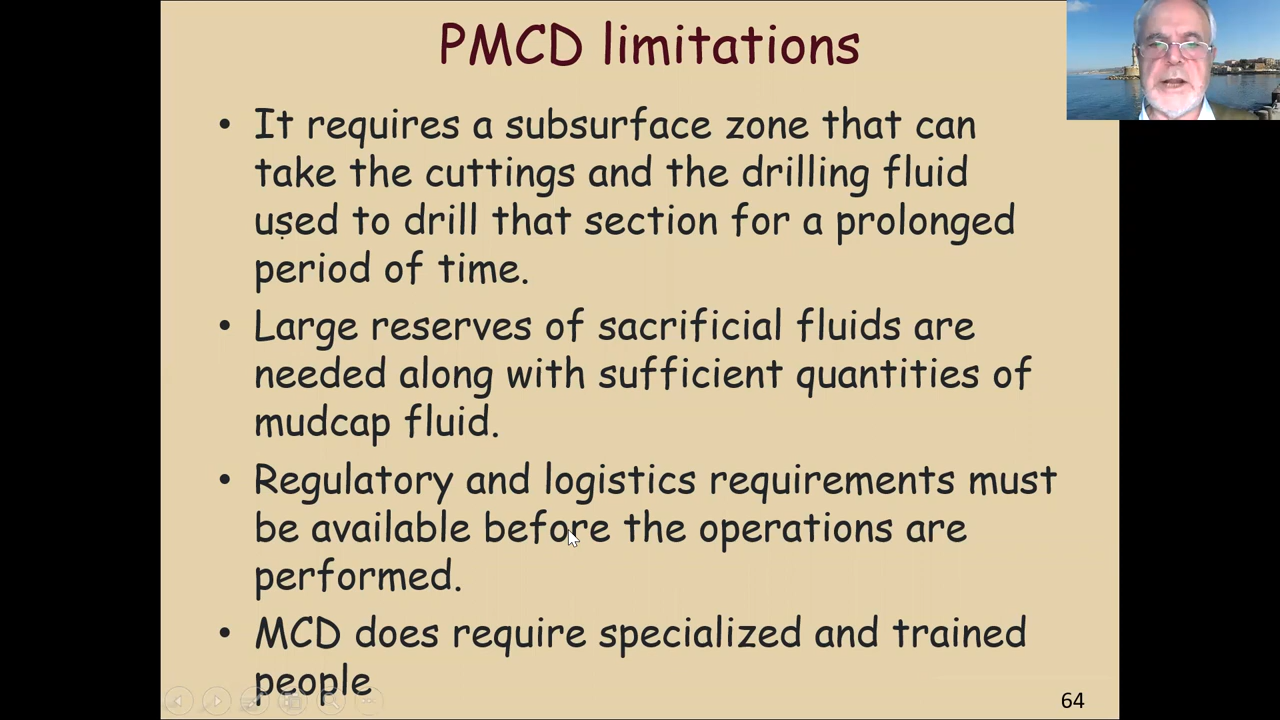 PMCD limitations
• It requires a subsurface zone that can
take the cuttings and the drilling fluid
used to drill that section for a prolonged
period of time.
• Large reserves of sacrificial fluids are
needed along with sufficient quantities of
mudcap fluid.
• Regulatory and logistics requirements must
be available before the operations are
performed.
• MCD does require specialized and trained
people
64